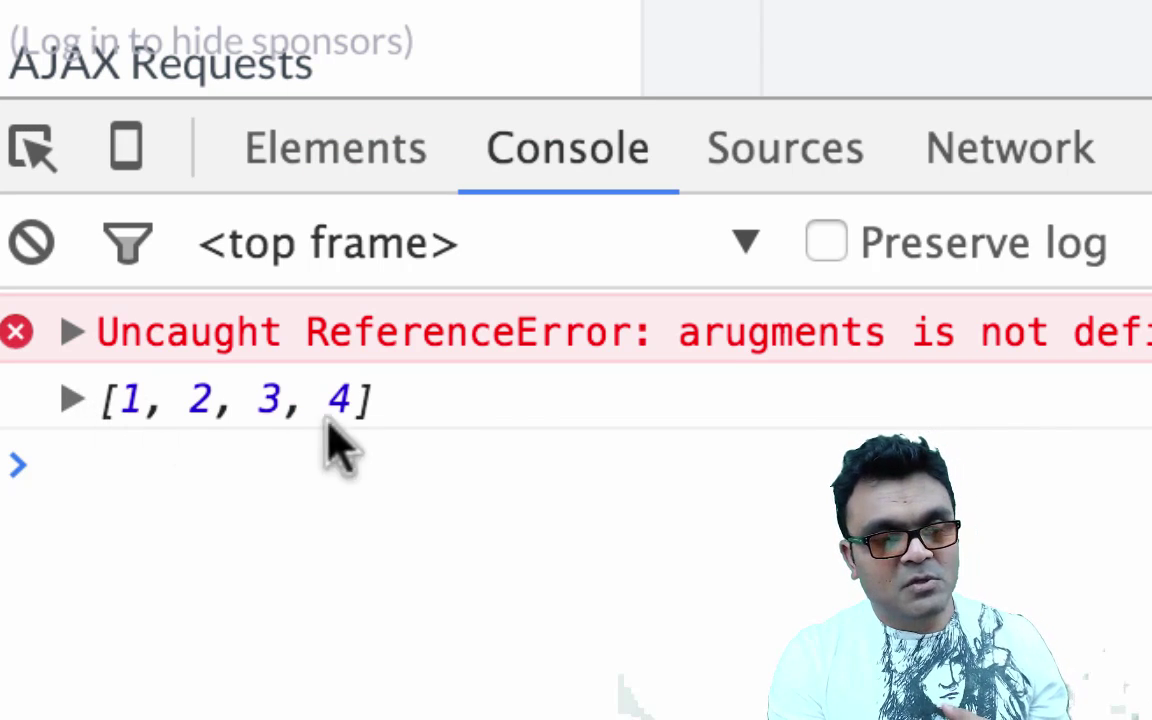 (Log in to hide sponsors)
AJAX Requests
Elements Console Sources Network
<top frame> ▼ Preserve log
Uncaught ReferenceError: arugments is not defi
[1, 2, 3, 4]